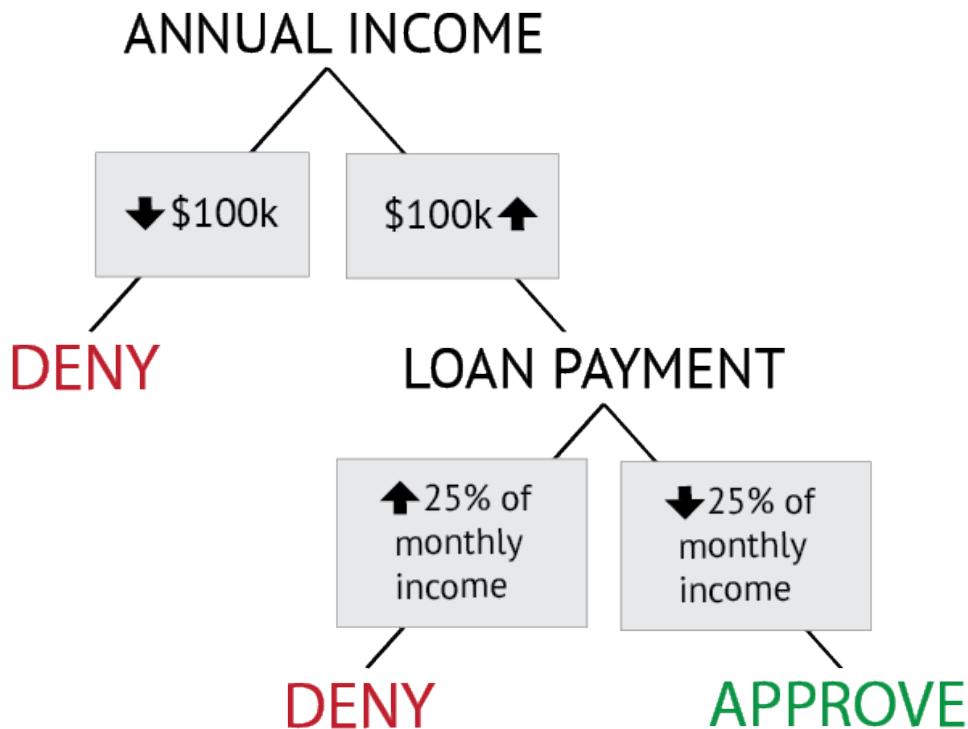 ANNUAL INCOME
$100k
$100k
DENY
LOAN PAYMENT
25% of
monthly
income
25% of
monthly
income
DENY
APPROVE